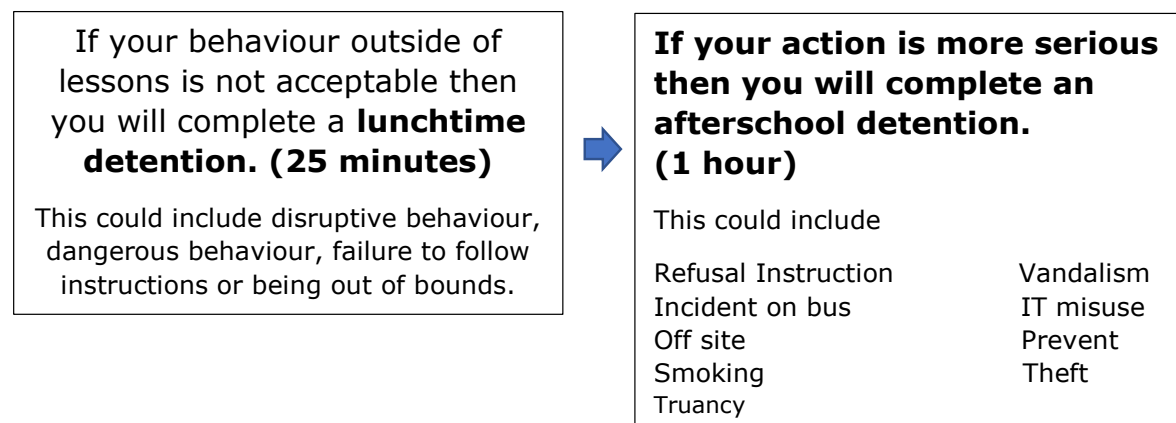 If your behaviour outside of
lessons is not acceptable then
you will complete a lunchtime
detention. (25 minutes)
This could include disruptive behaviour,
dangerous behaviour, failure to follow
instructions or being out of bounds.
If your action is more serious
then you will complete an
afterschool detention.
(1 hour)
This could include
Refusal Instruction Vandalism
Incident on bus IT misuse
Off site Prevent
Smoking Theft
Truancy